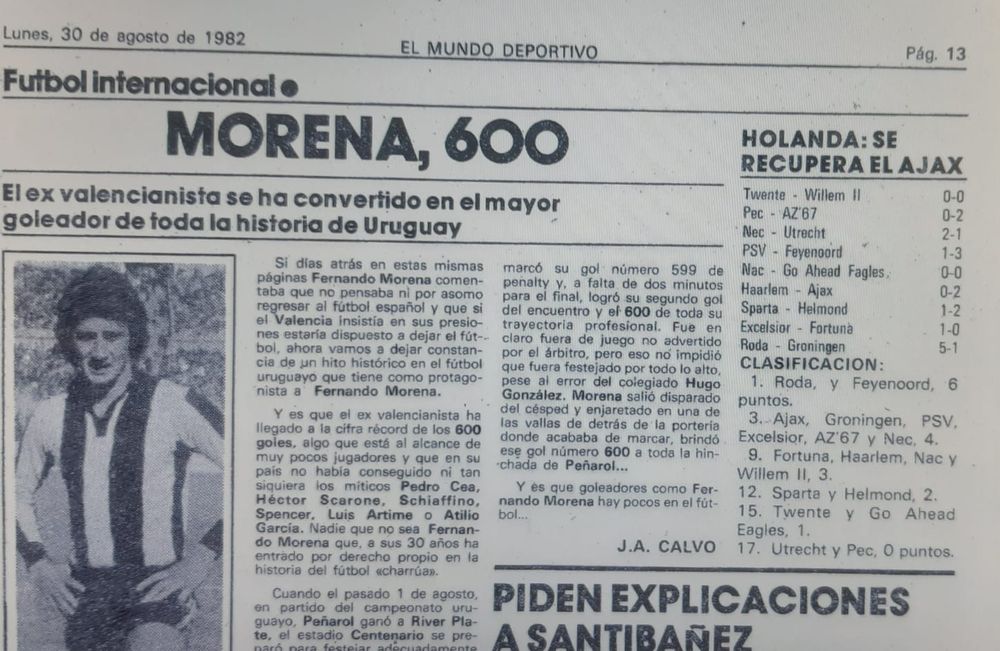 Lunes, 30 de agosto de 1982
EL MUNDO DEPORTIVO
Pág. 13
Futbol internacional
MORENA, 600
El ex valencianista se ha convertido en el mayor
goleador de toda la historia de Uruguay
Si días atrás en estas mismas
páginas Fernando Morena comen-
taba que no pensaba ni por asomo
regresar al fútbol español y que si
el Valencia insistía en sus presio-
nes estaría dispuesto a dejar el fút-
bol, ahora vamos a dejar constan-
cia de un hito histórico en el fútbol
uruguayo que tiene como protago-
nista a Fernando Morena.
Y es que el ex valencianista ha
llegado a la cifra récord de los 600
goles, algo que está al alcance de
muy pocos jugadores y que en su
país no había conseguido ni tan
siquiera los míticos Pedro Cea,
Héctor Scarone, Schiaffino,
Spencer, Luis Artime o Atilio
García. Nadie que no sea Fernan-
do Morena que, a sus 30 años ha
entrado por derecho propio en la
historia del fútbol «charrúa».
Cuando el pasado 1 de agosto,
en partido del campeonato uru-
guayo, Peñarol ganó a River Pla-
te, el estadio Centenario se pre-
paró para festejar adecuadamente
marcó su gol número 599 de
penalty y, a falta de dos minutos
para el final, logró su segundo gol
del encuentro y el 600 de toda su
trayectoria profesional. Fue en
claro fuera de juego no advertido
por el árbitro, pero eso no impidió
que fuera festejado por todo lo alto,
pese al error del colegiado Hugo
González. Morena salió disparado
del césped y enjaretado en una de
las vallas de detrás de la portería
donde acababa de marcar, brindó
ese gol número 600 a toda la hin-
chada de Peñarol...
Y es que goleadores como Fer-
nando Morena hay pocos en el fút-
bol...
J.A. CALVO
HOLANDA: SE
RECUPERA EL AJAX
Twente - Willem II 0-0
Pec - AZ'67 0-2
Nec - Utrecht 2-1
PSV - Feyenoord 1-3
Nac - Go Ahead Eagles 0-0
Haarlem - Ajax 0-2
Sparta - Helmond 1-2
Excelsior - Fortuna 1-0
Roda - Groningen 5-1
CLASIFICACION:
1. Roda, y Feyenoord, 6
puntos.
3. Ajax, Groningen, PSV,
Excelsior, AZ'67 y Nec, 4.
9. Fortuna, Haarlem, Nac y
Willem II, 3.
12. Sparta y Helmond, 2.
15. Twente y Go Ahead
Eagles, 1.
17. Utrecht y Pec, 0 puntos.
PIDEN EXPLICACIONES
A SANTIBAÑEZ